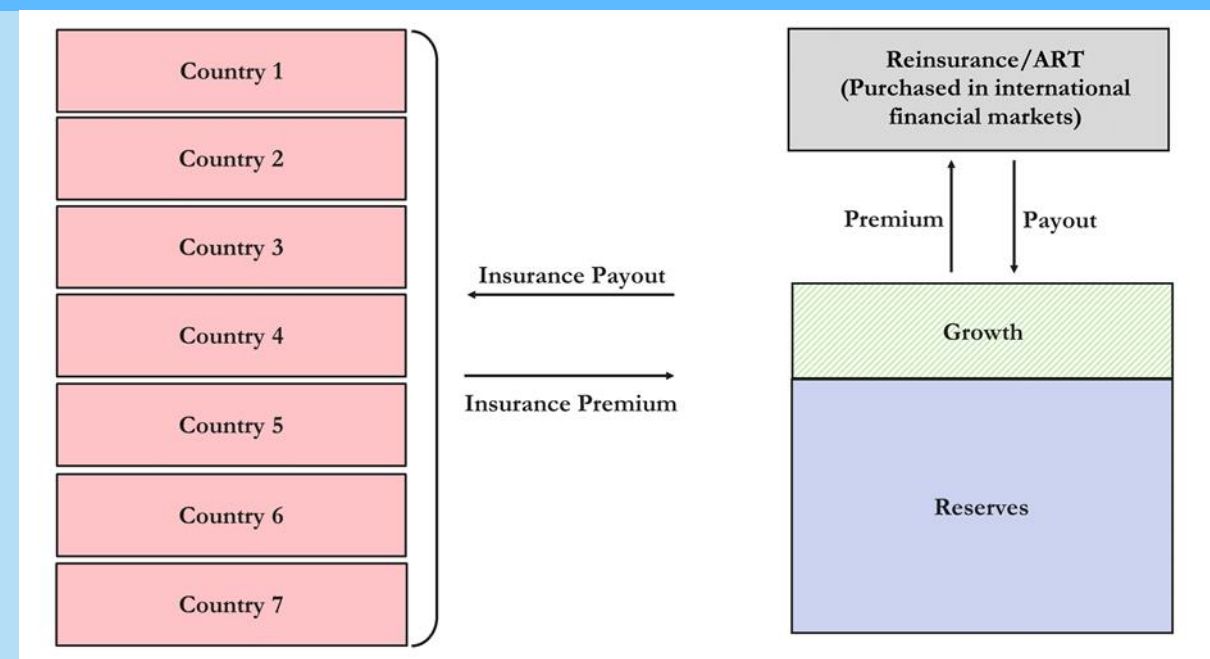 Country 1
Country 2
Country 3
Country 4
Country 5
Country 6
Country 7
Insurance Payout
Insurance Premium
Reinsurance/ART
(Purchased in international
financial markets)
Premium
Payout
Growth
Reserves